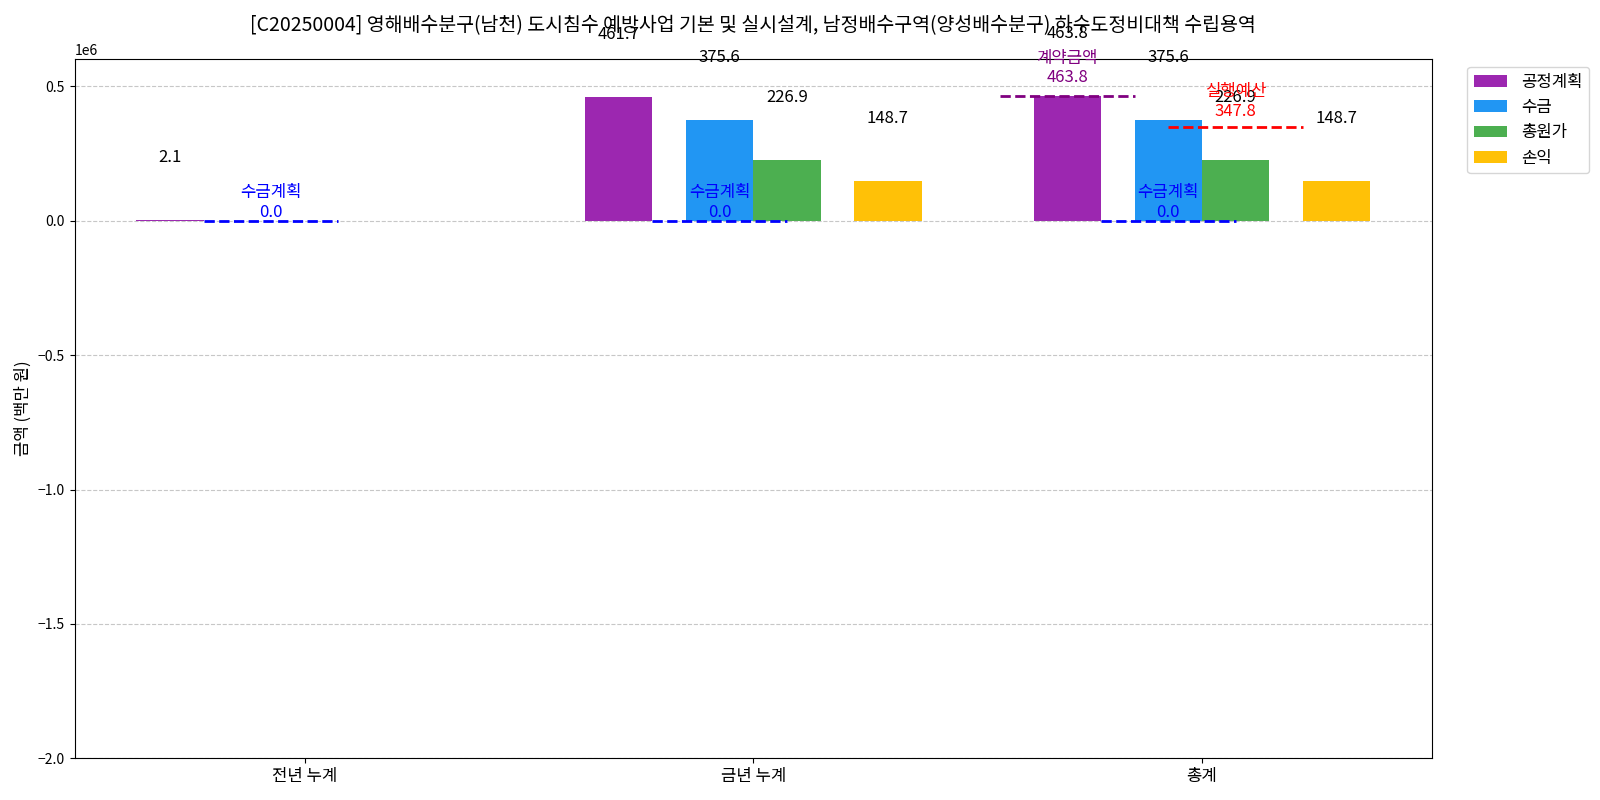 [C20250004] 영해배수분구(남천) 도시침수 예방사업 기본 및 실시설계, 남정배수구역(양성배수분구) 하수도정비대책 수립용역
1e6
461.7
463.8
375.6
계약금액
375.6
463.8
226.9
실행예산
226.9
148.7
347.8
148.7
2.1
수금계획
0.0
수금계획
0.0
수금계획
0.0
공정계획
수금
총원가
손익
0.5
0.0
−0.5
−1.0
−1.5
−2.0
금액 (백만 원)
전년 누계
금년 누계
총계